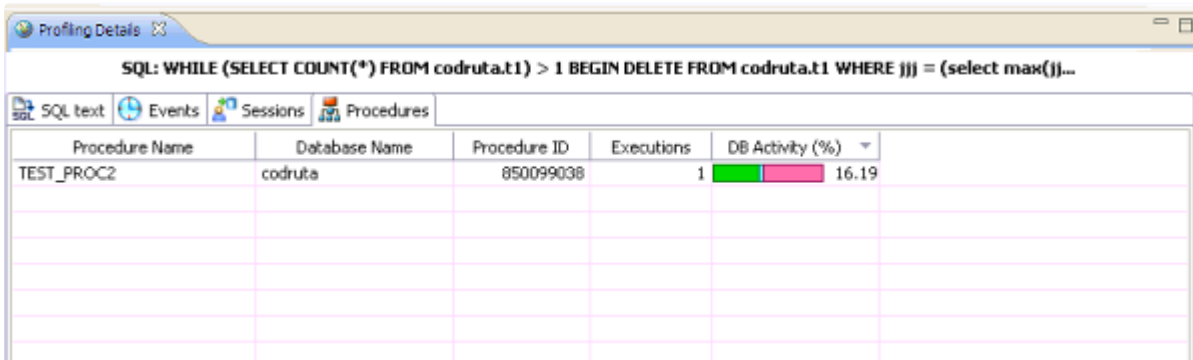 Profiling Details
SQL: WHILE (SELECT COUNT(*) FROM codruta.t1) > 1 BEGIN DELETE FROM codruta.t1 WHERE jjj = (select max(jj...
SQL text Events Sessions Procedures
Procedure Name Database Name Procedure ID Executions DB Activity (%)
TEST_PROC2 codruta 850099038 1 16.19